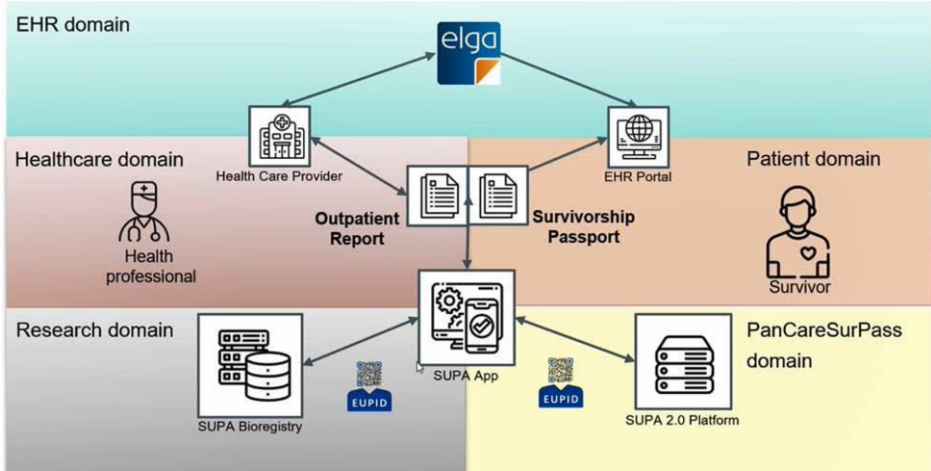 EHR domain
elga
Healthcare domain
Health Care Provider
EHR Portal
Patient domain
Outpatient
Report
Survivorship
Passport
Health
professional
Survivor
Research domain
PanCareSurPass
domain
SUPA App
EUPID
EUPID
SUPA Bioregistry
SUPA 2.0 Platform